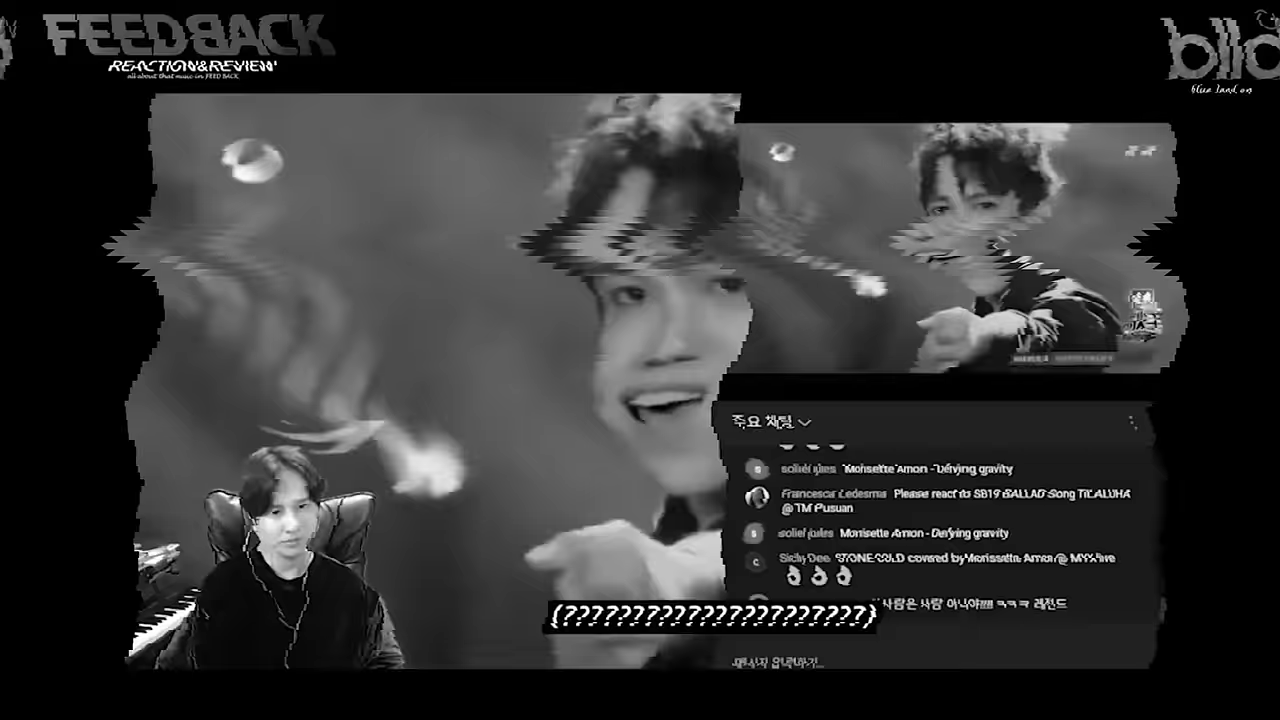 FEEDBACK
REACTION&REVIEW
all about that music in FEED BACK
blue land on
주요 채팅
soliel jules Morisette Amon - Defying gravity
Francesca Ledesma Please react to SB19 BALLAD Song TILALUHA
@ TM Pusuan
soliel jules Morisette Amon - Defying gravity
STONE COLD covered by Morissette Amon @ MYX live
👌👌👌
사람은 사람 아니야!!!! ㅋㅋㅋ 레전드
(???????????????????????)
메시지 입력하기...